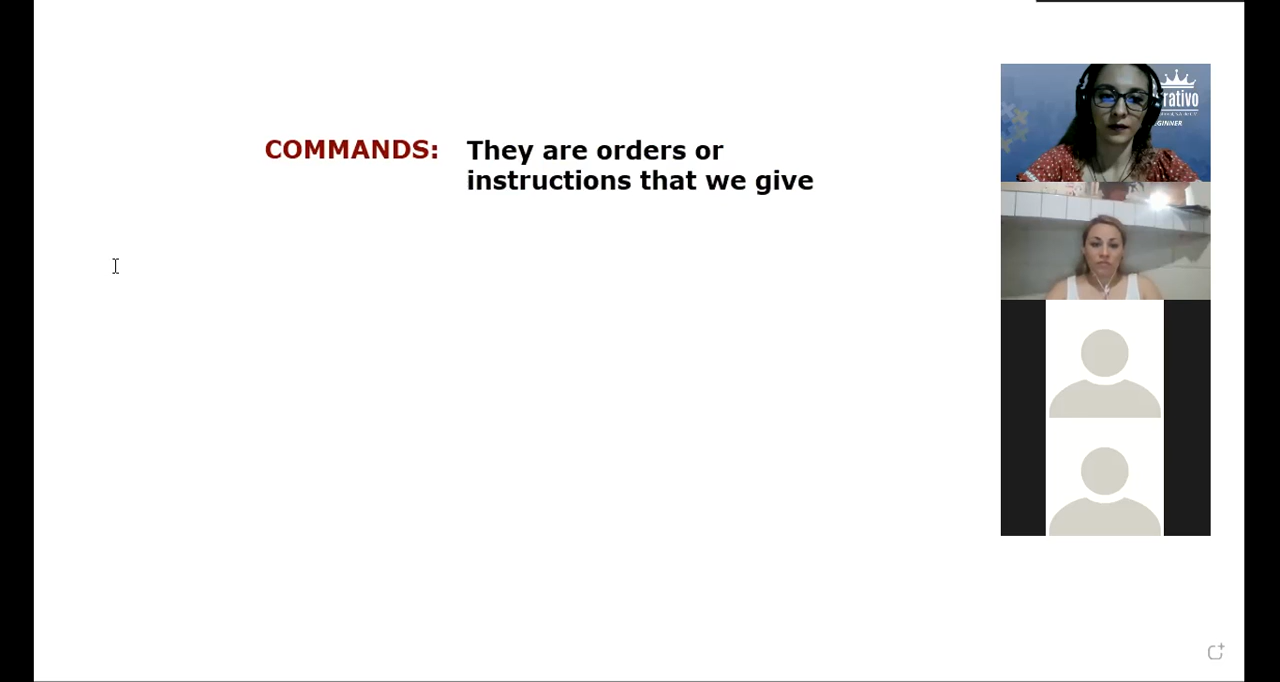 COMMANDS: They are orders or
instructions that we give
rativo